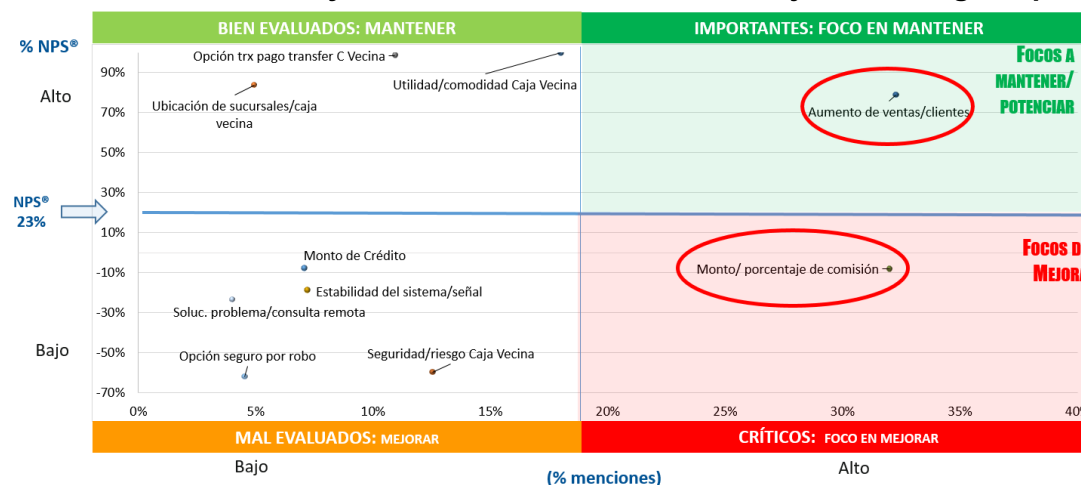 BIEN EVALUADOS: MANTENER
IMPORTANTES: FOCO EN MANTENER
% NPS®
Alto
90%
70%
50%
30%
10%
-10%
-30%
-50%
-70%
NPS®
23%
Bajo
Opción trx pago transfer C Vecina
Utilidad/comodidad Caja Vecina
Ubicación de sucursales/caja
vecina
FOCOS A
MANTENER/
POTENCIAR
Aumento de ventas/clientes
Monto de Crédito
Estabilidad del sistema/señal
Soluc. problema/consulta remota
Opción seguro por robo
Seguridad/riesgo Caja Vecina
FOCOS D
MEJORA
Monto/ porcentaje de comisión
0% 5% 10% 15% 20% 25% 30% 35% 40%
MAL EVALUADOS: MEJORAR
CRÍTICOS: FOCO EN MEJORAR
Bajo
(% menciones)
Alto